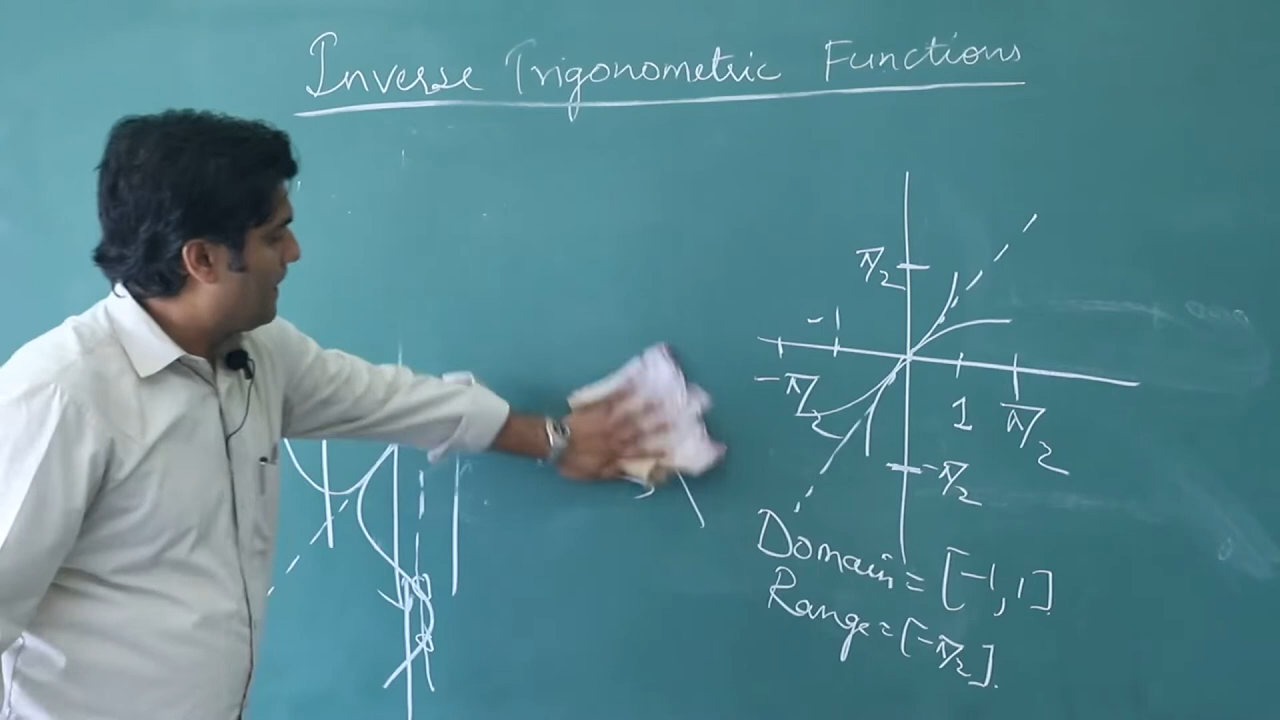 Inverse Trigonometric Functions
π/2
-1
-π/2
1
π/2
-π/2
Domain = [-1, 1]
Range = [-π/2].